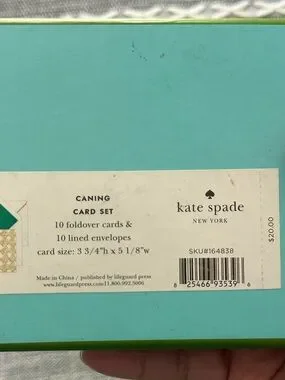 CANING
CARD SET
10 foldover cards &
10 lined envelopes
card size: 3 3/4"h x 5 1/8"w
Made in China / published by lifeguard press
www.lifeguardpress.com/1.800.992.5006
kate spade
NEW YORK
SKU#164838
8 25466 93539 6
$20.00